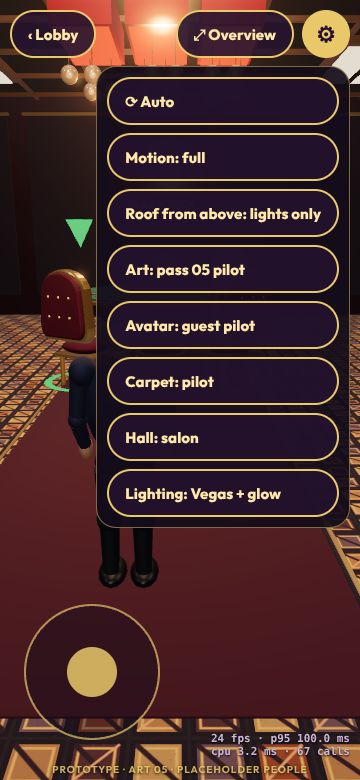 ‹ Lobby
⤢ Overview
⚙
⟳ Auto
Motion: full
Roof from above: lights only
Art: pass 05 pilot
Avatar: guest pilot
Carpet: pilot
Hall: salon
Lighting: Vegas + glow
24 fps · p95 100.0 ms
cpu 3.2 ms · 67 calls
PROTOTYPE · ART 05 · PLACEHOLDER PEOPLE